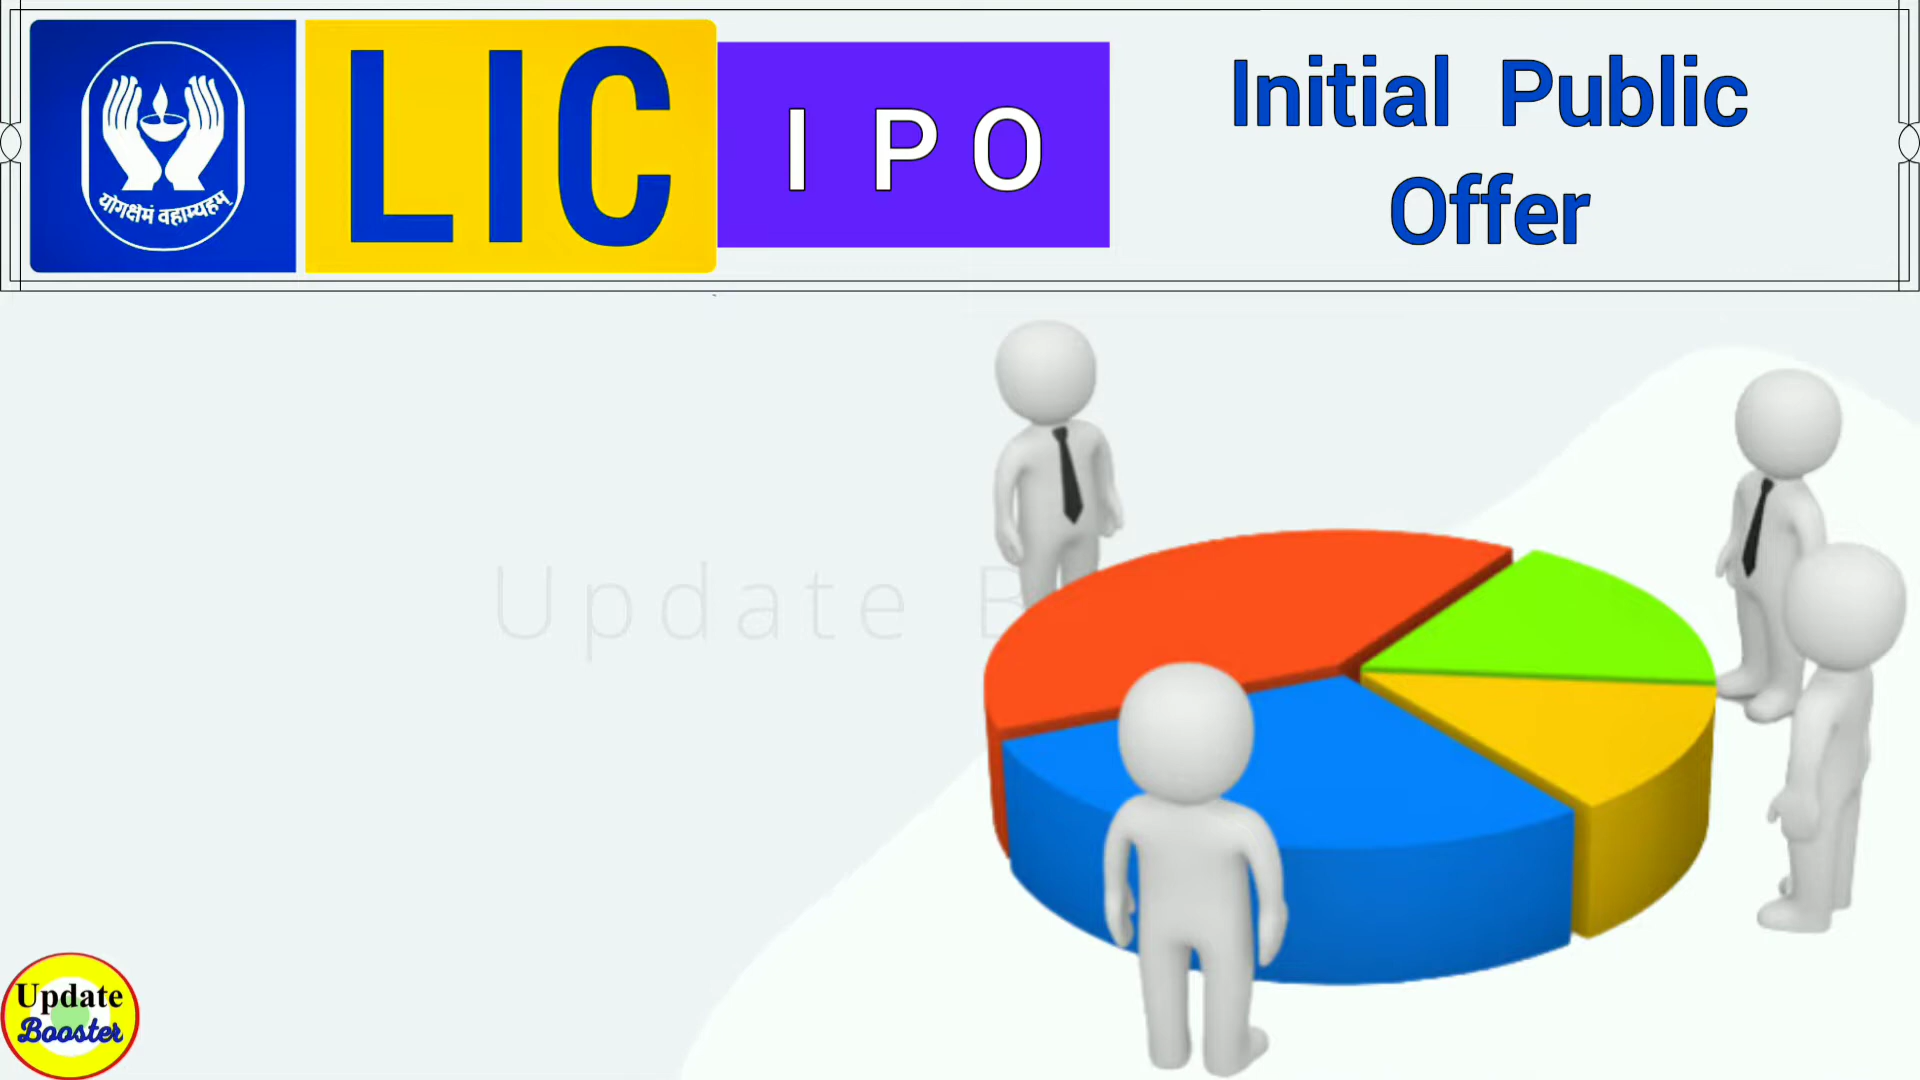 योगक्षेमं वहाम्यहम्
LIC
I P O
Initial Public
Offer
Update B
Update
Booster